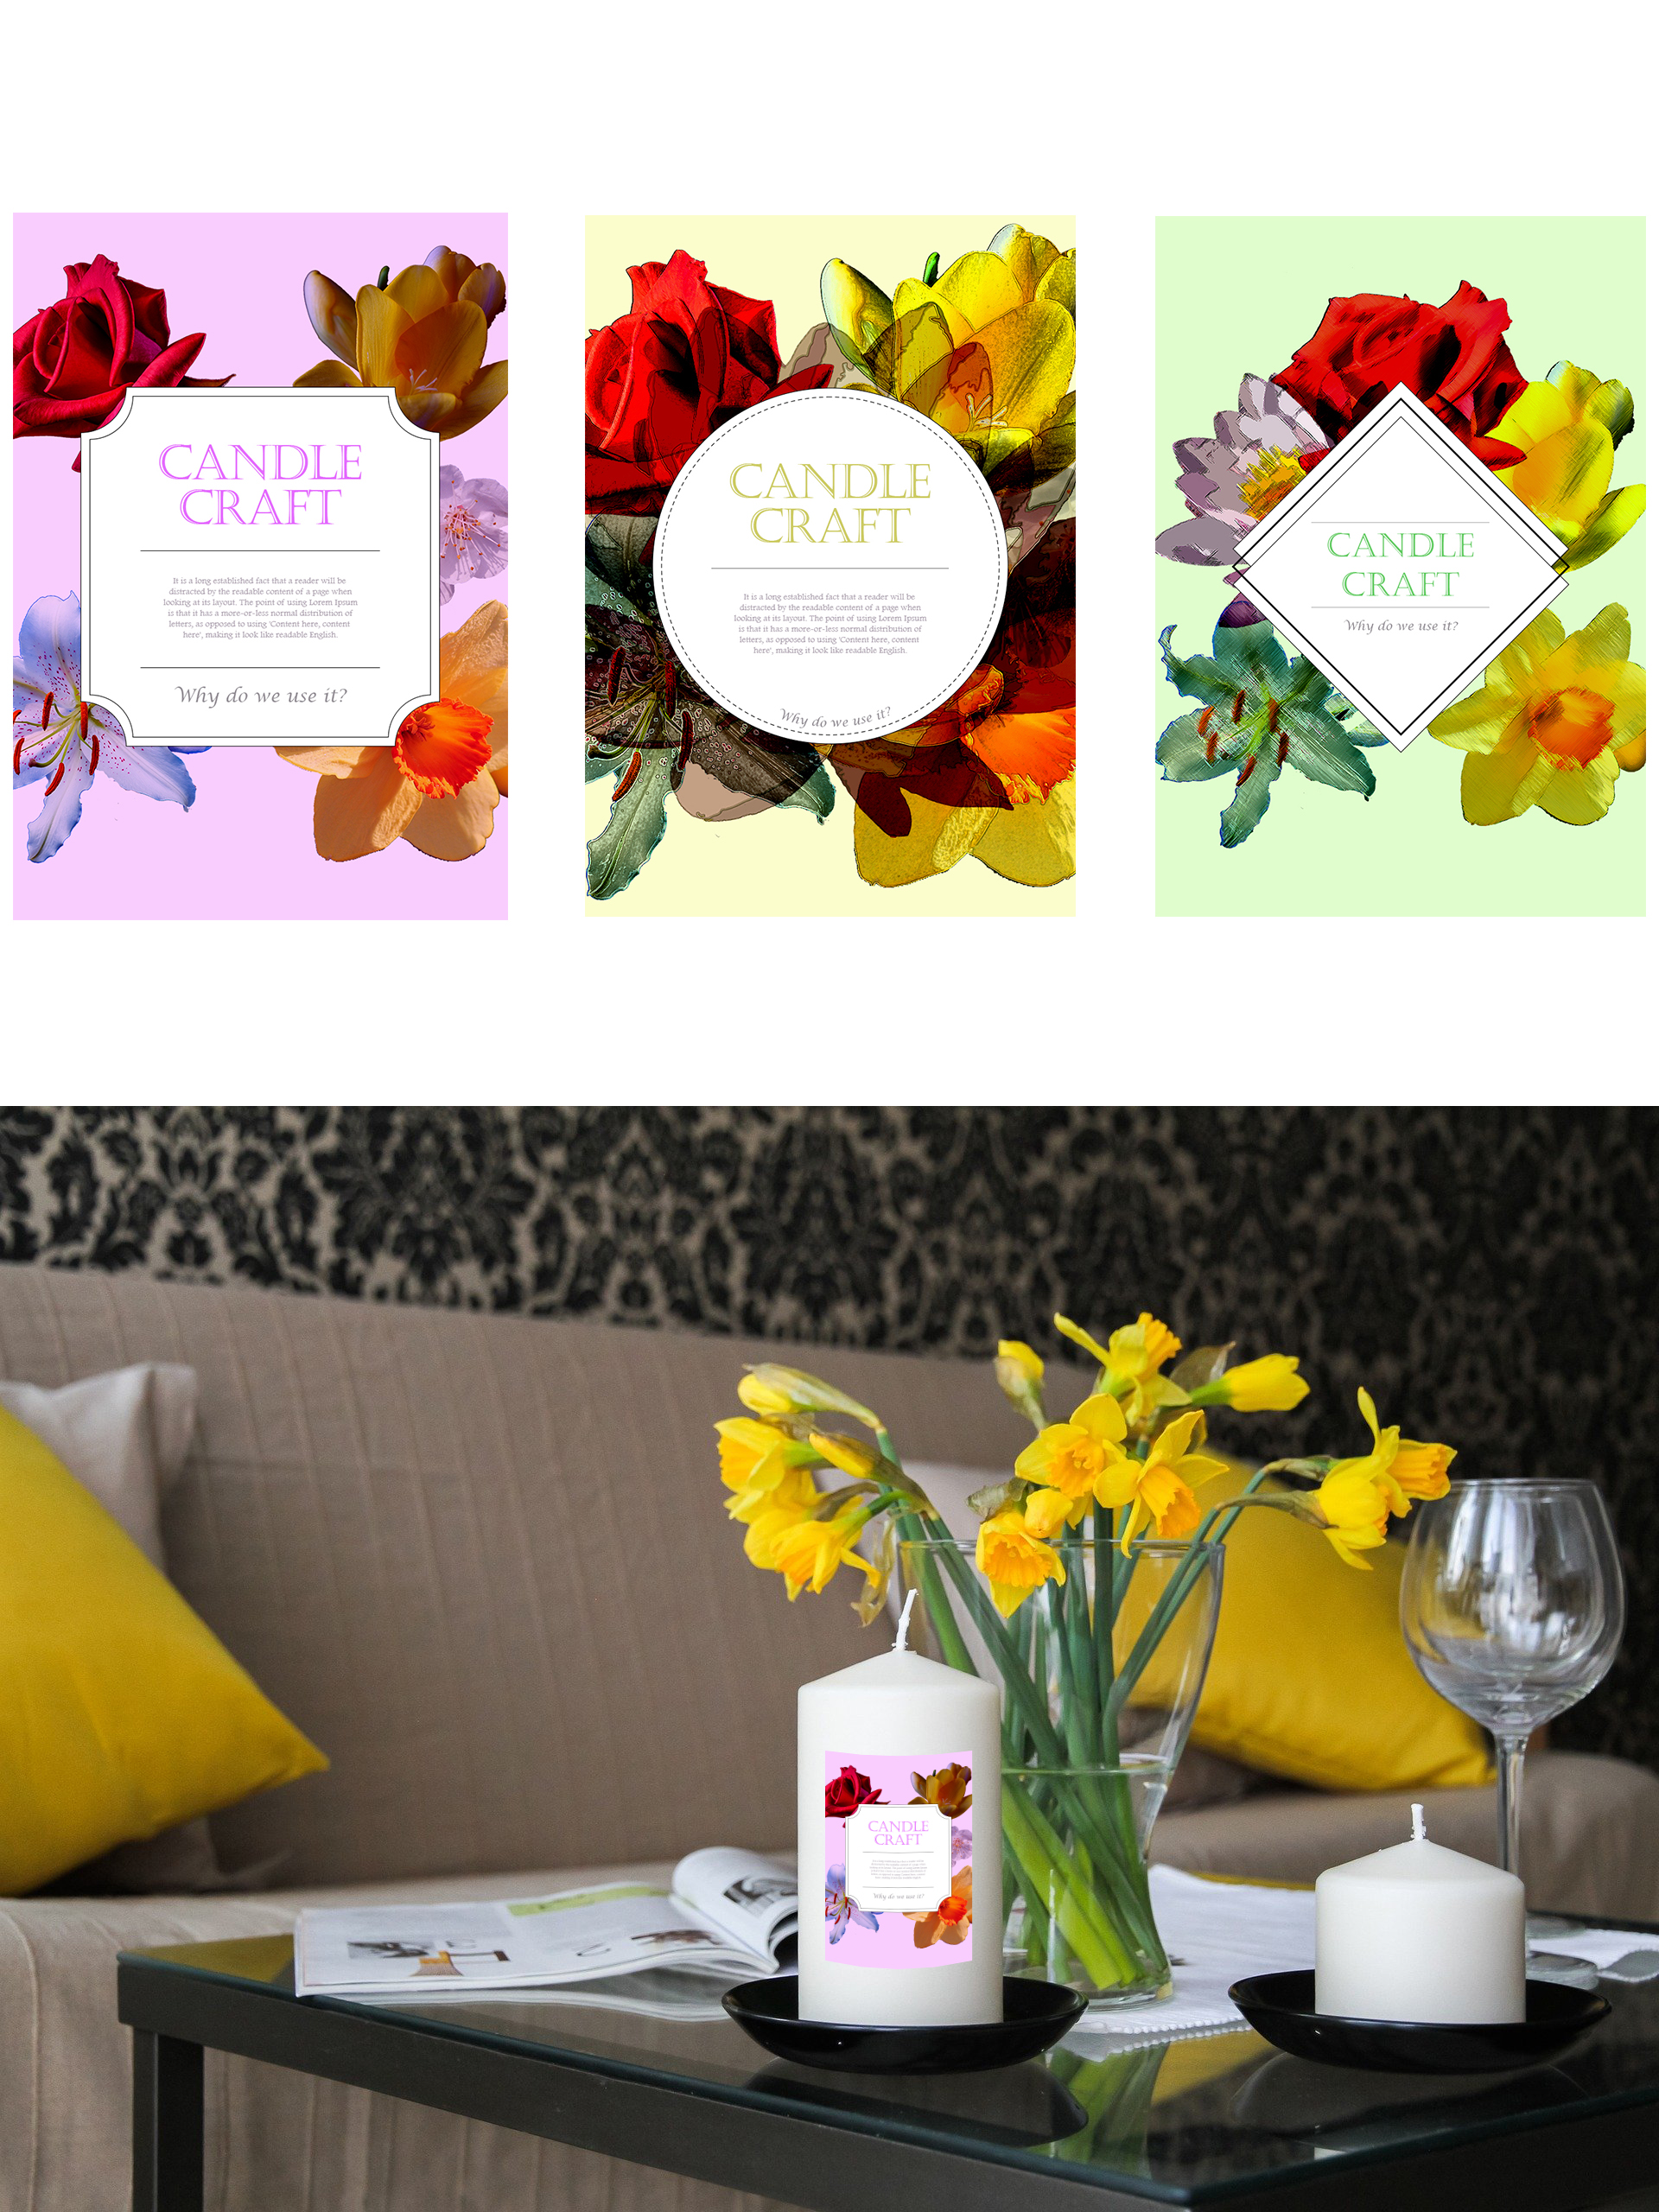 CANDLE
CRAFT
It is a long established fact that a reader will be
distracted by the readable content of a page when
looking at its layout. The point of using Lorem Ipsum
is that it has a more-or-less normal distribution of
letters, as opposed to using 'Content here, content
here', making it look like readable English.
Why do we use it?
CANDLE
CRAFT
It is a long established fact that a reader will be
distracted by the readable content of a page when
looking at its layout. The point of using Lorem Ipsum
is that it has a more-or-less normal distribution of
letters, as opposed to using 'Content here, content
here', making it look like readable English.
Why do we use it?
CANDLE
CRAFT
Why do we use it?
CANDLE
CRAFT
Why do we use it?